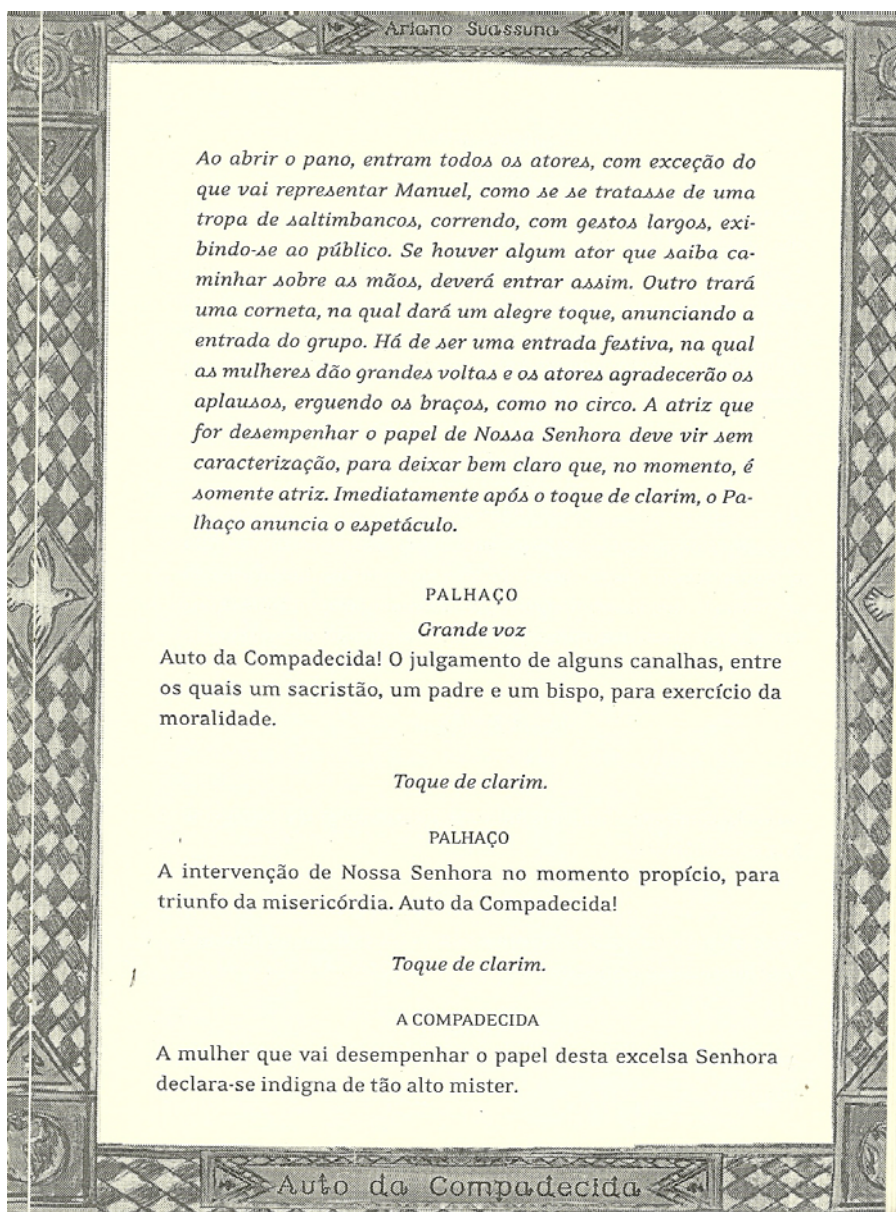 Ariano Suassuna
Ao abrir o pano, entram todos os atores, com exceção do
que vai representar Manuel, como se se tratasse de uma
tropa de saltimbancos, correndo, com gestos largos, exi-
bindo-se ao público. Se houver algum ator que saiba ca-
minhar sobre as mãos, deverá entrar assim. Outro trará
uma corneta, na qual dará um alegre toque, anunciando a
entrada do grupo. Há de ser uma entrada festiva, na qual
as mulheres dão grandes voltas e os atores agradecerão os
aplausos, erguendo os braços, como no circo. A atriz que
for desempenhar o papel de Nossa Senhora deve vir sem
caracterização, para deixar bem claro que, no momento, é
somente atriz. Imediatamente após o toque de clarim, o Pa-
lhaço anuncia o espetáculo.
PALHAÇO
Grande voz
Auto da Compadecida! O julgamento de alguns canalhas, entre
os quais um sacristão, um padre e um bispo, para exercício da
moralidade.
Toque de clarim.
PALHAÇO
A intervenção de Nossa Senhora no momento propício, para
triunfo da misericórdia. Auto da Compadecida!
Toque de clarim.
A COMPADECIDA
A mulher que vai desempenhar o papel desta excelsa Senhora
declara-se indigna de tão alto mister.
Auto da Compadecida